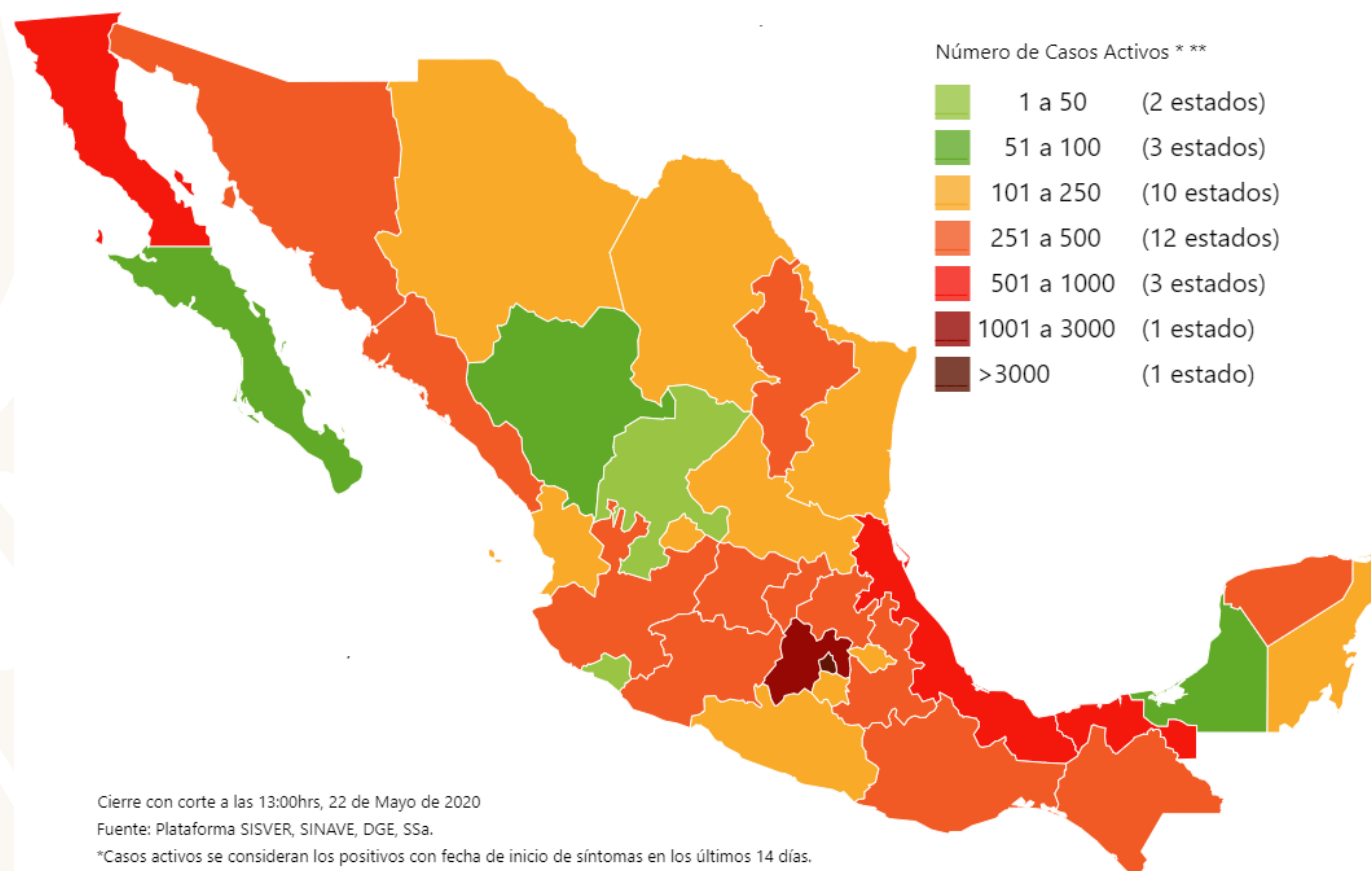 Número de Casos Activos * **
1 a 50 (2 estados)
51 a 100 (3 estados)
101 a 250 (10 estados)
251 a 500 (12 estados)
501 a 1000 (3 estados)
1001 a 3000 (1 estado)
>3000 (1 estado)
Cierre con corte a las 13:00hrs, 22 de Mayo de 2020
Fuente: Plataforma SISVER, SINAVE, DGE, SSa.
*Casos activos se consideran los positivos con fecha de inicio de síntomas en los últimos 14 días.